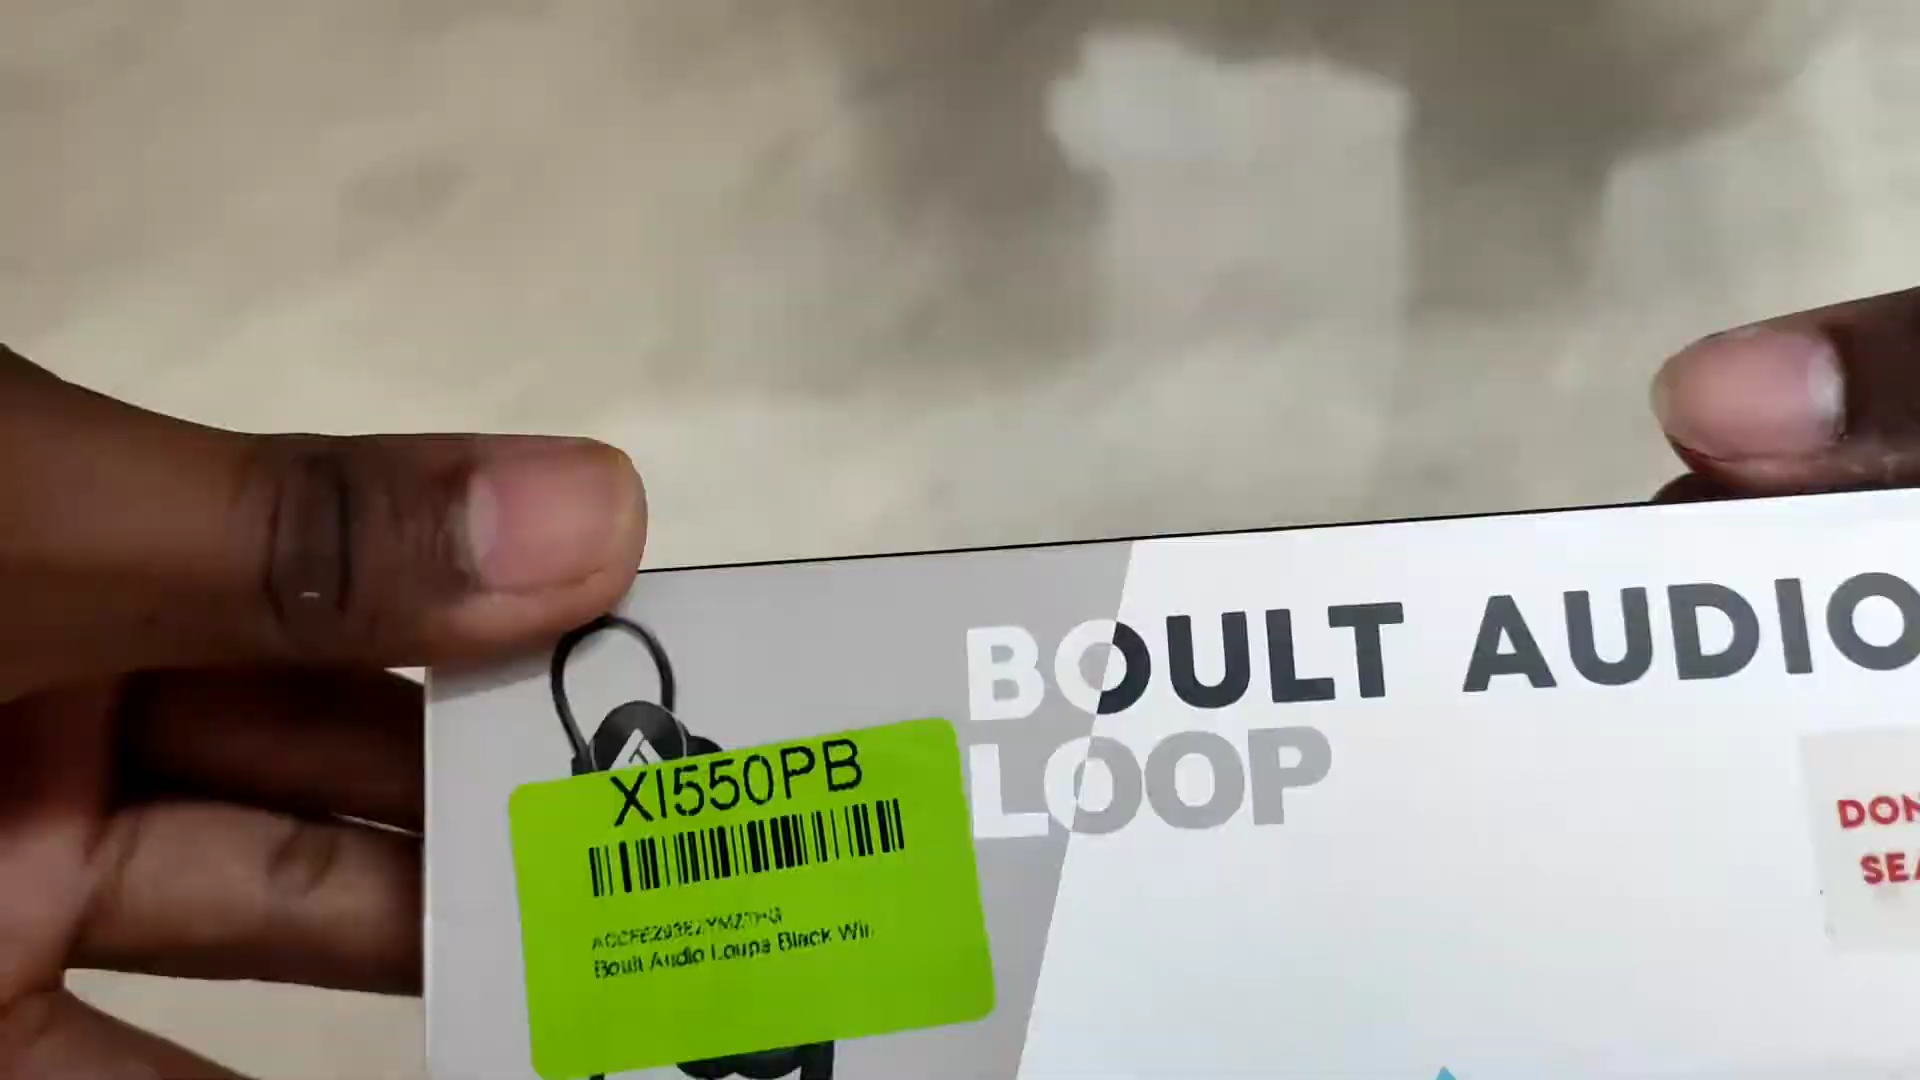 BOULT AUDIO
LOOP
XI550PB
Boult Audio Loupe Black Wir
DON
SEA